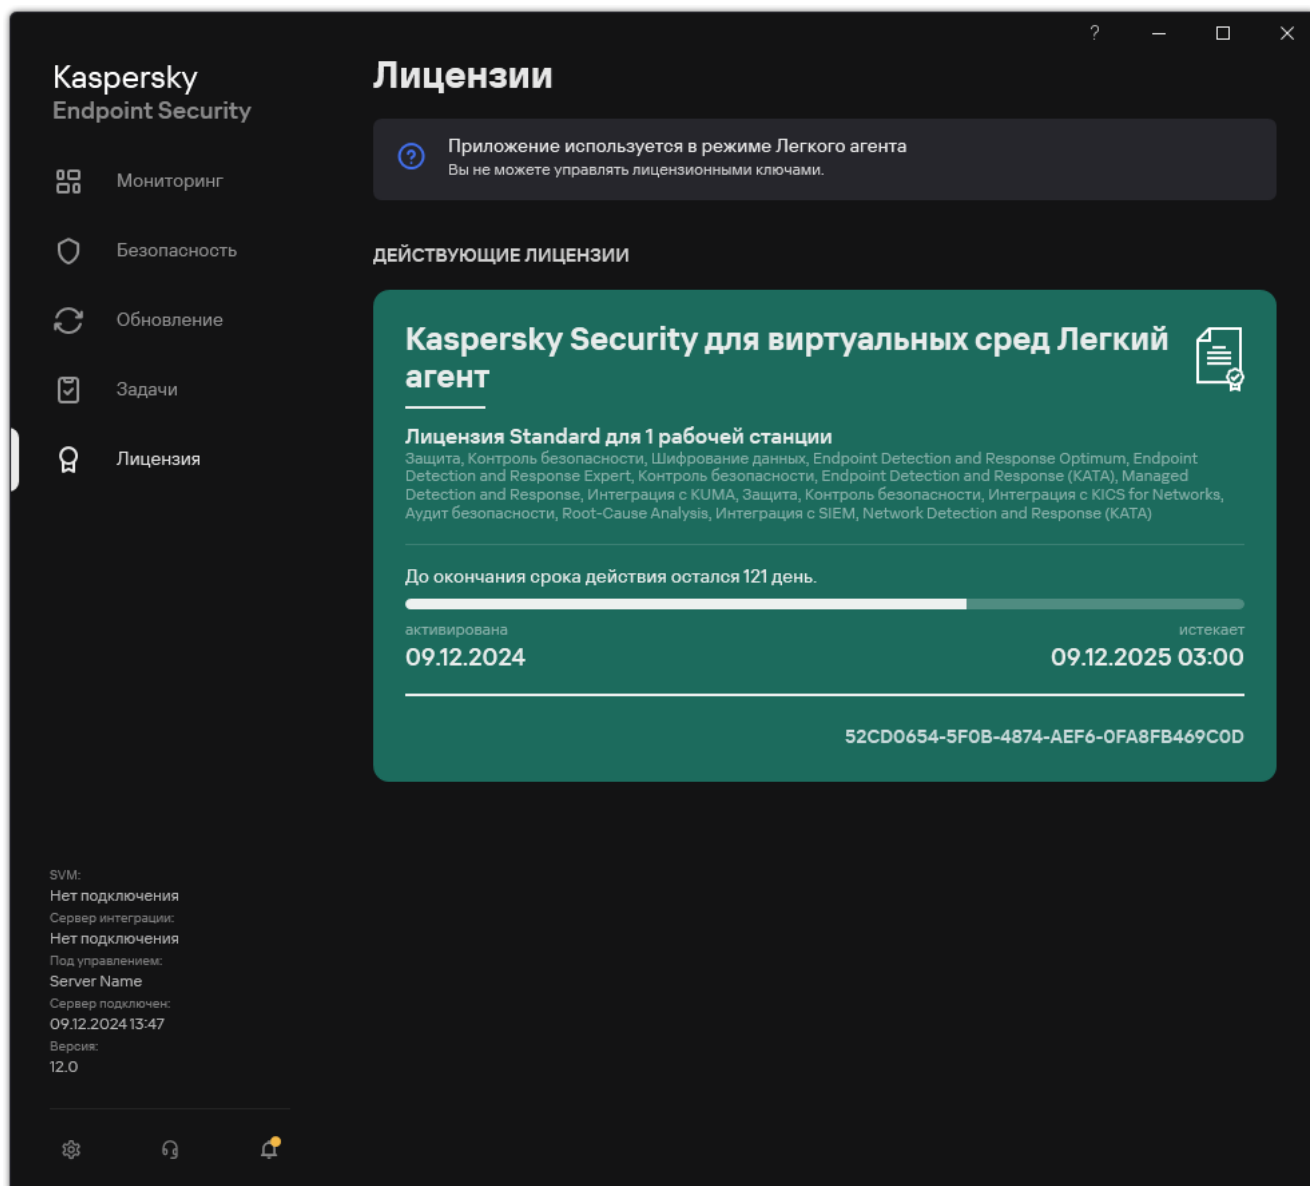 Kaspersky
Endpoint Security
Мониторинг
Безопасность
Обновление
Задачи
Лицензия
SVM:
Нет подключения
Сервер интеграции:
Нет подключения
Под управлением:
Server Name
Сервер подключен:
09.12.2024 13:47
Версия:
12.0
?
Лицензии
Приложение используется в режиме Легкого агента
Вы не можете управлять лицензионными ключами.
ДЕЙСТВУЮЩИЕ ЛИЦЕНЗИИ
Kaspersky Security для виртуальных сред Легкий
агент
Лицензия Standard для 1 рабочей станции
Защита, Контроль безопасности, Шифрование данных, Endpoint Detection and Response Optimum, Endpoint
Detection and Response Expert, Контроль безопасности, Endpoint Detection and Response (KATA), Managed
Detection and Response, Интеграция с KUMA, Защита, Контроль безопасности, Интеграция с KICS for Networks,
Аудит безопасности, Root-Cause Analysis, Интеграция с SIEM, Network Detection and Response (KATA)
До окончания срока действия остался 121 день.
активирована
истекает
09.12.2024
09.12.2025 03:00
52CD0654-5F0B-4874-AEF6-0FA8FB469C0D